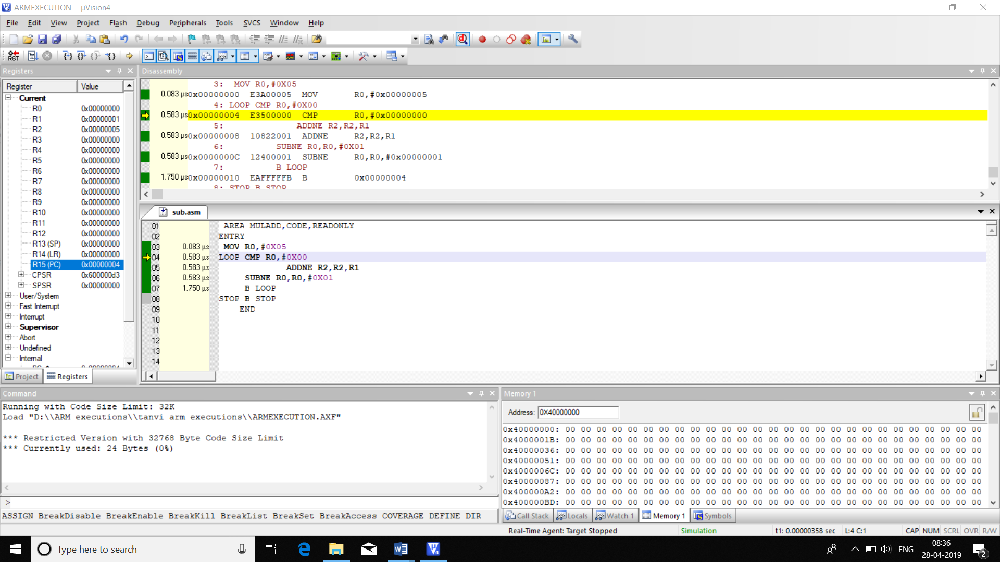 ARMEXECUTION - µVision4
File Edit View Project Flash Debug Peripherals Tools SVCS Window Help
Registers
Register Value
Current
R0 0x00000000
R1 0x00000001
R2 0x00000005
R3 0x00000000
R4 0x00000000
R5 0x00000000
R6 0x00000000
R7 0x00000000
R8 0x00000000
R9 0x00000000
R10 0x00000000
R11 0x00000000
R12 0x00000000
R13 (SP) 0x00000000
R14 (LR) 0x00000000
R15 (PC) 0x00000004
CPSR 0x600000d3
SPSR 0x00000000
User/System
Fast Interrupt
Interrupt
Supervisor
Abort
Undefined
Internal
PC $ 0x00000004
Project Registers
Disassembly
3: MOV R0,#0X05
0.083 µs 0x00000000 E3A00005 MOV R0,#0x00000005
4: LOOP CMP R0,#0X00
0.583 µs 0x00000004 E3500000 CMP R0,#0x00000000
5: ADDNE R2,R2,R1
0.583 µs 0x00000008 10822001 ADDNE R2,R2,R1
6: SUBNE R0,R0,#0X01
0.583 µs 0x0000000C 12400001 SUBNE R0,R0,#0x00000001
7: B LOOP
1.750 µs 0x00000010 EAFFFFFB B 0x00000004
8: STOP B STOP
sub.asm
01 AREA MULADD,CODE,READONLY
02 ENTRY
03 0.083 µs MOV R0,#0X05
04 0.583 µs LOOP CMP R0,#0X00
05 0.583 µs ADDNE R2,R2,R1
06 0.583 µs SUBNE R0,R0,#0X01
07 1.750 µs B LOOP
08 STOP B STOP
09 END
10
11
12
13
14
Command
Running with Code Size Limit: 32K
Load "D:\\ARM executions\\tanvi arm executions\\ARMEXECUTION.AXF"
*** Restricted Version with 32768 Byte Code Size Limit
*** Currently used: 24 Bytes (0%)
>
ASSIGN BreakDisable BreakEnable BreakKill BreakList BreakSet BreakAccess COVERAGE DEFINE DIR
Memory 1
Address: 0X40000000
0x40000000: 00 00 00 00 00 00 00 00 00 00 00 00 00 00 00 00 00 00 00 00 00 00 00 00 00 00 00
0x4000001B: 00 00 00 00 00 00 00 00 00 00 00 00 00 00 00 00 00 00 00 00 00 00 00 00 00 00 00
0x40000036: 00 00 00 00 00 00 00 00 00 00 00 00 00 00 00 00 00 00 00 00 00 00 00 00 00 00 00
0x40000051: 00 00 00 00 00 00 00 00 00 00 00 00 00 00 00 00 00 00 00 00 00 00 00 00 00 00 00
0x4000006C: 00 00 00 00 00 00 00 00 00 00 00 00 00 00 00 00 00 00 00 00 00 00 00 00 00 00 00
0x40000087: 00 00 00 00 00 00 00 00 00 00 00 00 00 00 00 00 00 00 00 00 00 00 00 00 00 00 00
0x400000A2: 00 00 00 00 00 00 00 00 00 00 00 00 00 00 00 00 00 00 00 00 00 00 00 00 00 00 00
0x400000BD: 00 00 00 00 00 00 00 00 00 00 00 00 00 00 00 00 00 00 00 00 00 00 00 00 00 00 00
Call Stack Locals Watch 1 Memory 1 Symbols
Real-Time Agent: Target Stopped Simulation t1: 0.00000358 sec L:4 C:1 CAP NUM SCRL OVR R/W
Type here to search
ENG
08:36
28-04-2019
2